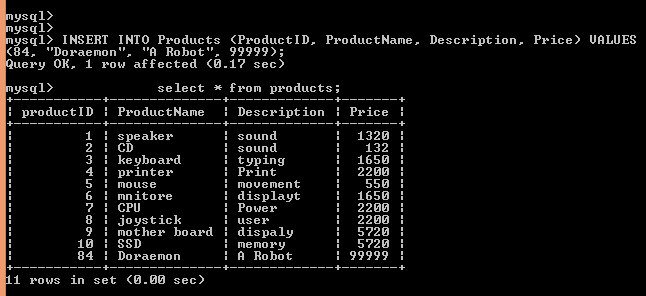 mysql>
mysql>
mysql> INSERT INTO Products (ProductID, ProductName, Description, Price) VALUES
(84, "Doraemon", "A Robot", 99999);
Query OK, 1 row affected (0.17 sec)
mysql>          select * from products;
+-----------+--------------+-------------+-------+
| productID | ProductName  | Description | Price |
+-----------+--------------+-------------+-------+
|         1 | speaker      | sound       |  1320 |
|         2 | CD           | sound       |   132 |
|         3 | keyboard     | typing      |  1650 |
|         4 | printer      | Print       |  2200 |
|         5 | mouse        | movement    |   550 |
|         6 | mnitore      | displayt    |  1650 |
|         7 | CPU          | Power       |  2200 |
|         8 | joystick     | user        |  2200 |
|         9 | mother board | dispaly     |  5720 |
|        10 | SSD          | memory      |  5720 |
|        84 | Doraemon     | A Robot     | 99999 |
+-----------+--------------+-------------+-------+
11 rows in set (0.00 sec)